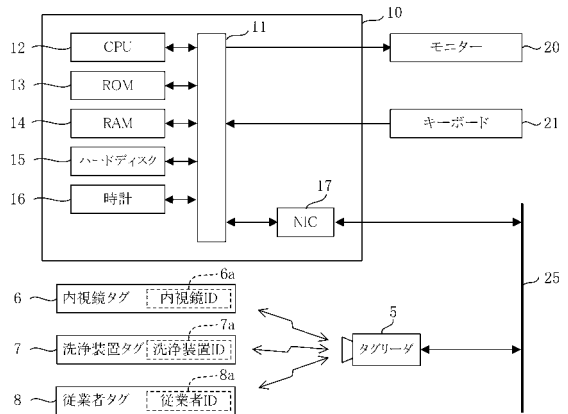 10
11
12 CPU
モニター 20
13 ROM
14 RAM
キーボード 21
15 ハードディスク
16 時計
17
NIC
25
6a
6 内視鏡タグ 内視鏡ID
7a
5
7 洗浄装置タグ 洗浄装置ID
タグリーダ
8a
8 従業者タグ 従業者ID